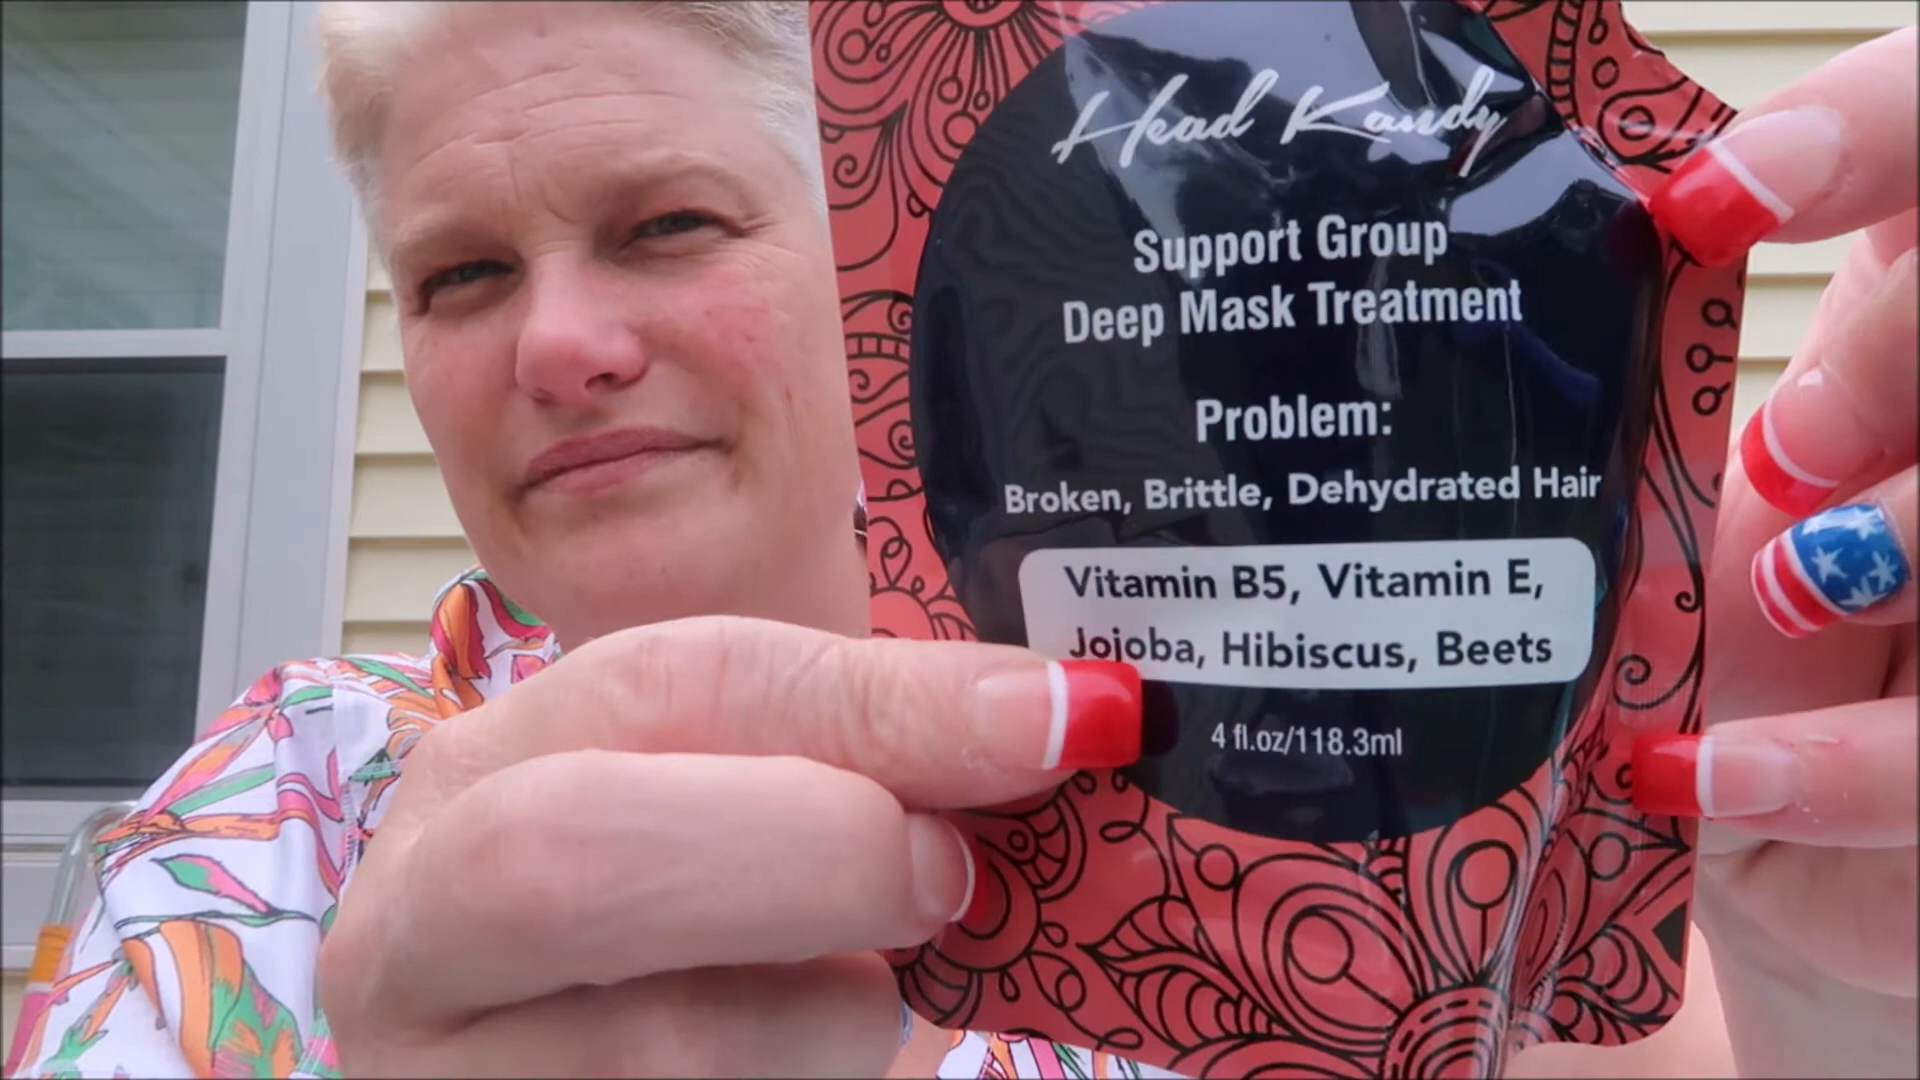 Head Kandy
Support Group
Deep Mask Treatment
Problem:
Broken, Brittle, Dehydrated Hair
Vitamin B5, Vitamin E,
Jojoba, Hibiscus, Beets
4 fl.oz/118.3ml